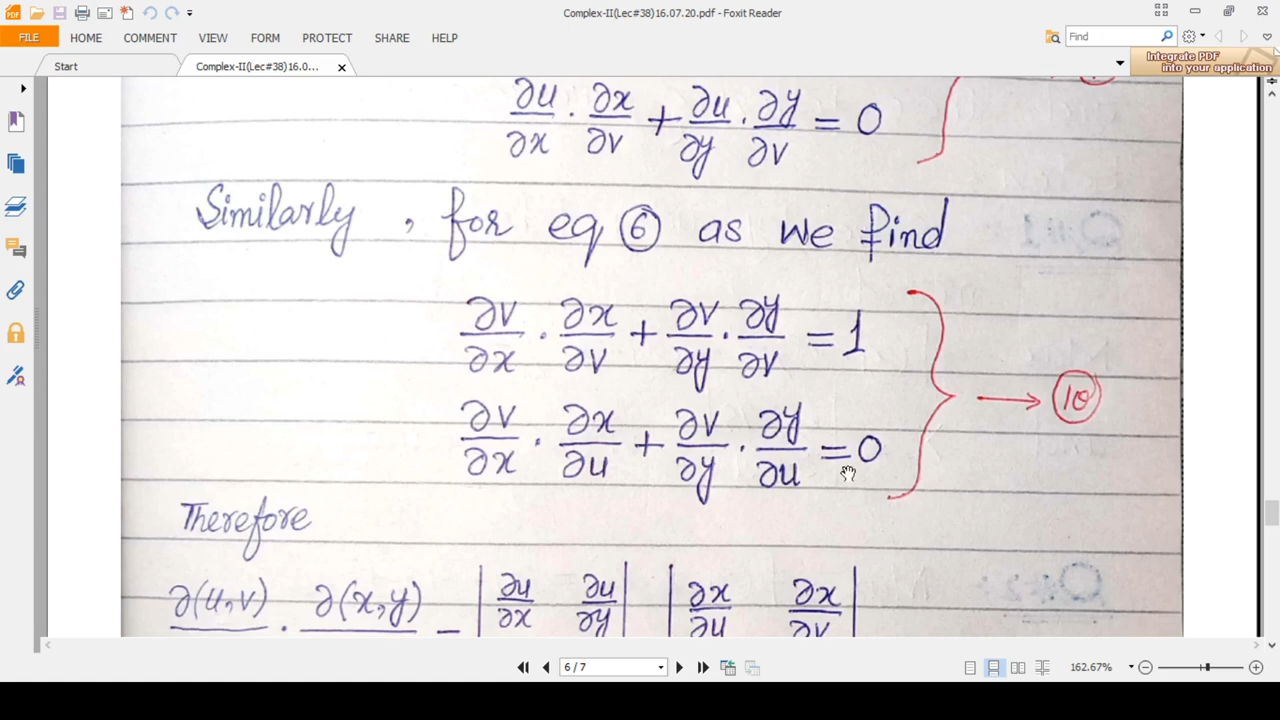 Complex-II(Lec#38)16.07.20.pdf - Foxit Reader
FILE HOME COMMENT VIEW FORM PROTECT SHARE HELP
Find
Integrate PDF
into your application
Start Complex-II(Lec#38)16.0...
∂u/∂x · ∂x/∂v + ∂u/∂y · ∂y/∂v = 0
Similarly, for eq ⑥ as we find
∂v/∂x · ∂x/∂v + ∂v/∂y · ∂y/∂v = 1
∂v/∂x · ∂x/∂u + ∂v/∂y · ∂y/∂u = 0
→ ⑩
Therefore
∂(u,v) · ∂(x,y) = |∂u/∂x ∂u/∂y| |∂x/∂u ∂x/∂v|
6 / 7
162.67%